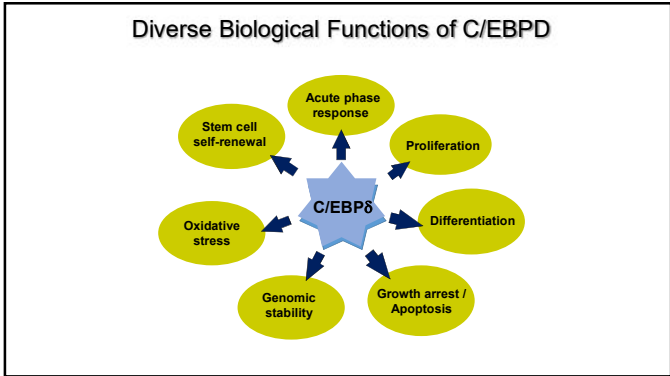 Diverse Biological Functions of C/EBPD
Acute phase
response
Stem cell
self-renewal
Proliferation
C/EBPδ
Oxidative
stress
Differentiation
Genomic
stability
Growth arrest /
Apoptosis